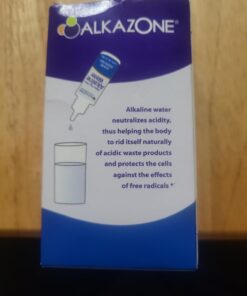 ALKAZONE®
Alkaline water
neutralizes acidity,
thus helping the body
to rid itself naturally
of acidic waste products
and protects the cells
against the effects
of free radicals *